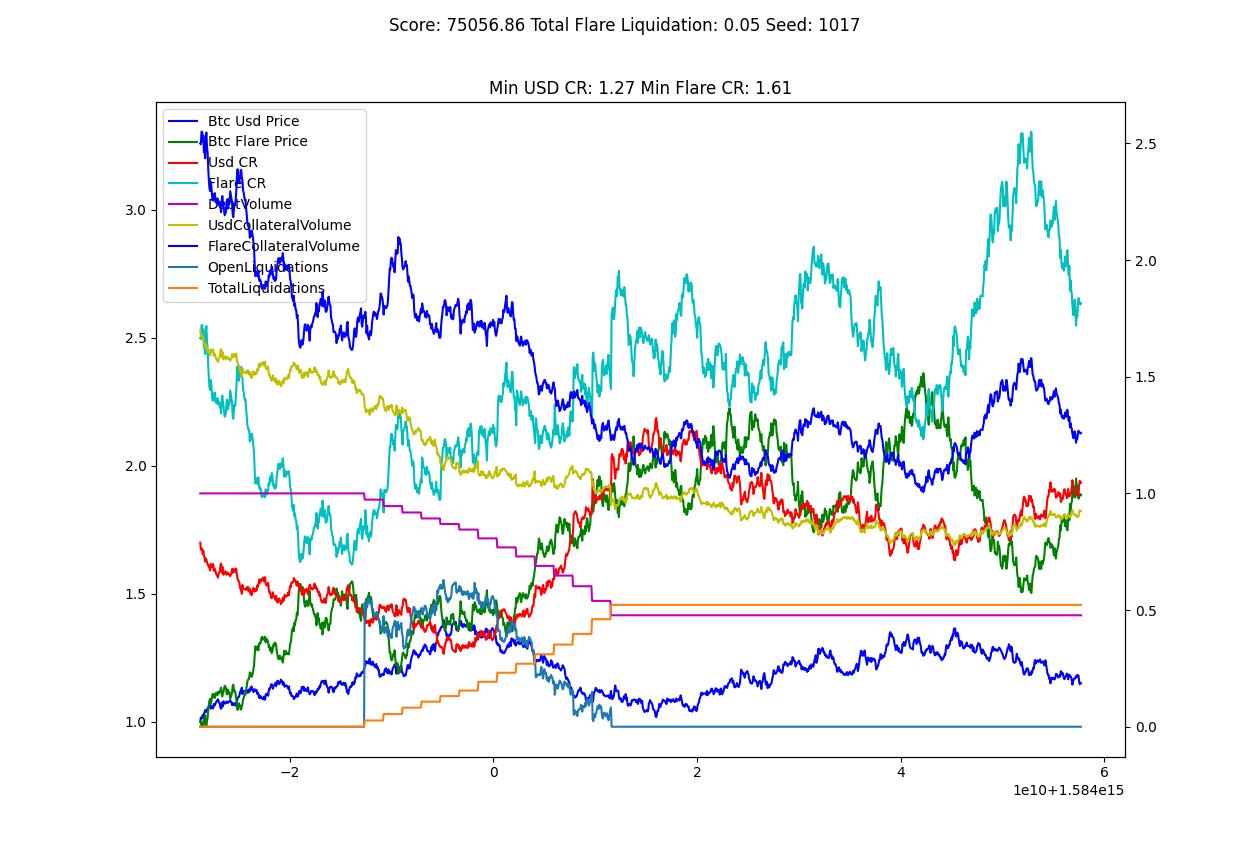 Score: 75056.86 Total Flare Liquidation: 0.05 Seed: 1017
Min USD CR: 1.27 Min Flare CR: 1.61
Btc Usd Price
Btc Flare Price
Usd CR
Flare CR
DebtVolume
UsdCollateralVolume
FlareCollateralVolume
OpenLiquidations
TotalLiquidations
3.0
2.5
2.0
1.5
1.0
2.5
2.0
1.5
1.0
0.5
0.0
−2
0
2
4
6
1e10+1.584e15